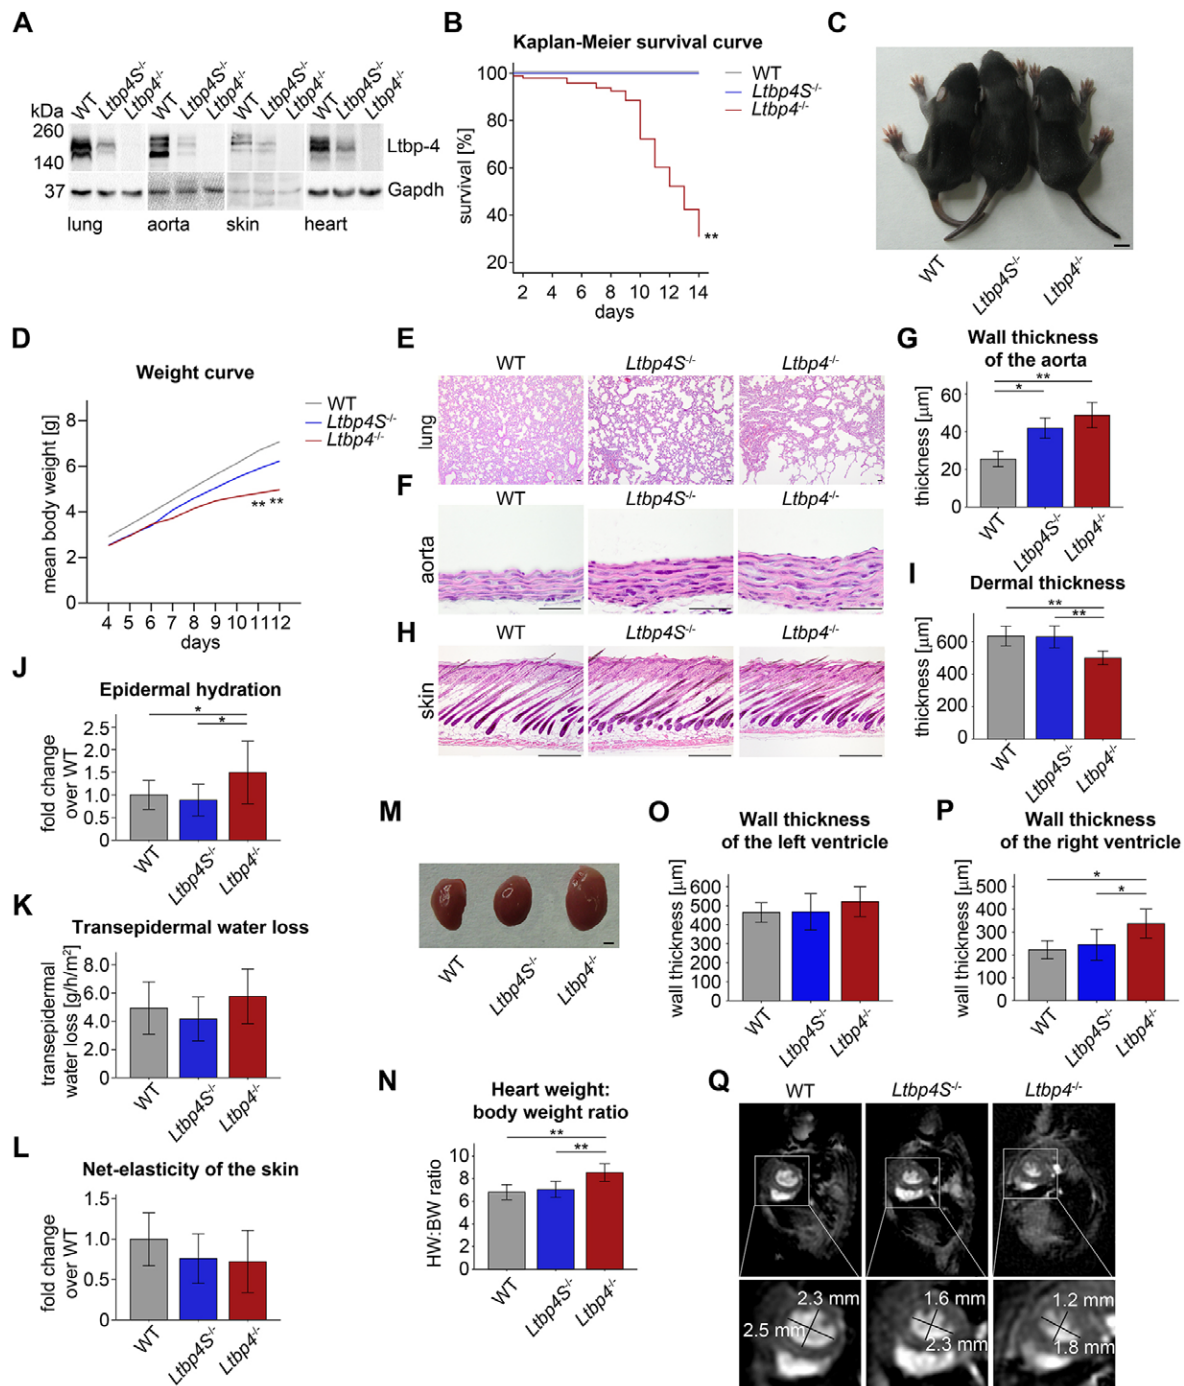 A
WT
Ltbp4S-/-
Ltbp4-/-
WT
Ltbp4S-/-
Ltbp4-/-
WT
Ltbp4S-/-
Ltbp4-/-
WT
Ltbp4S-/-
Ltbp4-/-
kDa
260
140
37
Ltbp-4
Gapdh
lung aorta skin heart
B
Kaplan-Meier survival curve
WT
Ltbp4S-/-
Ltbp4-/-
survival [%]
100
80
60
40
20
**
2 4 6 8 10 12 14
days
C
WT
Ltbp4S-/-
Ltbp4-/-
D
Weight curve
WT
Ltbp4S-/-
Ltbp4-/-
mean body weight [g]
8
6
4
2
0
** **
4 5 6 7 8 9 10 11 12
days
E
WT Ltbp4S-/- Ltbp4-/-
lung
F
WT Ltbp4S-/- Ltbp4-/-
aorta
G
Wall thickness
of the aorta
thickness [µm]
60
40
20
0
**
*
WT
Ltbp4S-/-
Ltbp4-/-
H
WT Ltbp4S-/- Ltbp4-/-
skin
I
Dermal thickness
thickness [µm]
600
400
200
0
**
**
WT
Ltbp4S-/-
Ltbp4-/-
J
Epidermal hydration
fold change
over WT
2.5
2.0
1.5
1.0
0.5
0
*
*
WT
Ltbp4S-/-
Ltbp4-/-
K
Transepidermal water loss
transepidermal
water loss [g/h/m²]
8.0
6.0
4.0
2.0
0
WT
Ltbp4S-/-
Ltbp4-/-
L
Net-elasticity of the skin
fold change
over WT
1.5
1.0
0.5
0
WT
Ltbp4S-/-
Ltbp4-/-
M
WT
Ltbp4S-/-
Ltbp4-/-
N
Heart weight:
body weight ratio
HW:BW ratio
10
8
6
4
2
0
**
**
WT
Ltbp4S-/-
Ltbp4-/-
O
Wall thickness
of the left ventricle
wall thickness [µm]
600
500
400
300
200
100
0
WT
Ltbp4S-/-
Ltbp4-/-
P
Wall thickness
of the right ventricle
wall thickness [µm]
500
400
300
200
100
0
*
*
WT
Ltbp4S-/-
Ltbp4-/-
Q
WT Ltbp4S-/- Ltbp4-/-
2.3 mm
2.5 mm
1.6 mm
2.3 mm
1.2 mm
1.8 mm